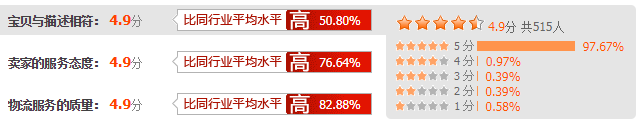 宝贝与描述相符： 4.9分 比同行业平均水平 高 50.80%
卖家的服务态度： 4.9分 比同行业平均水平 高 76.64%
物流服务的质量： 4.9分 比同行业平均水平 高 82.88%
4.9分 共515人
5分 97.67%
4分 0.97%
3分 0.39%
2分 0.39%
1分 0.58%